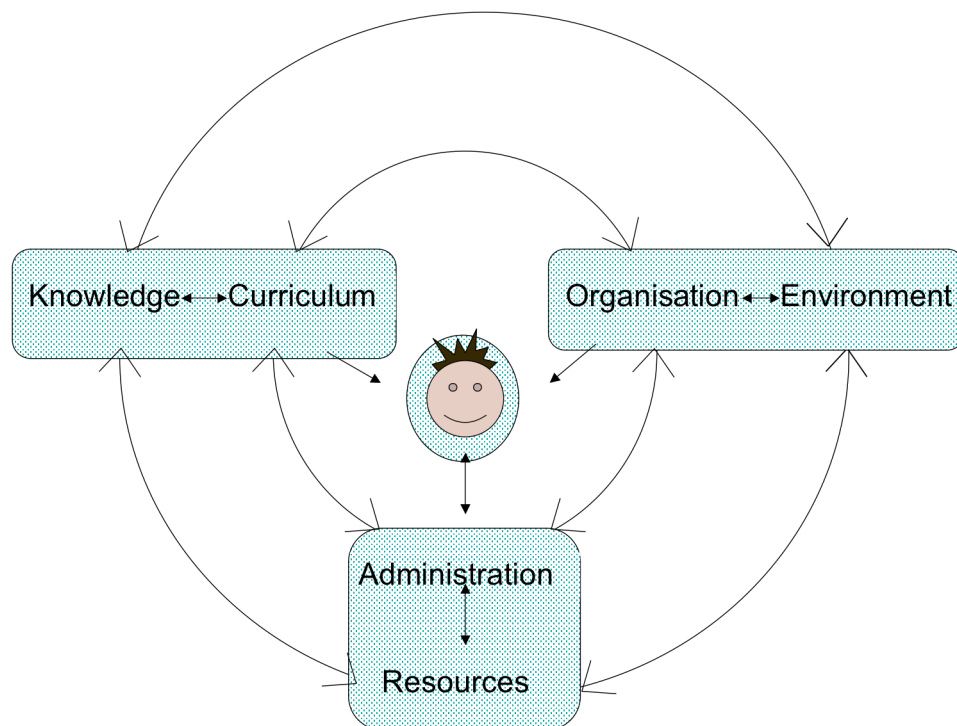 Knowledge Curriculum
Organisation Environment
Administration
Resources